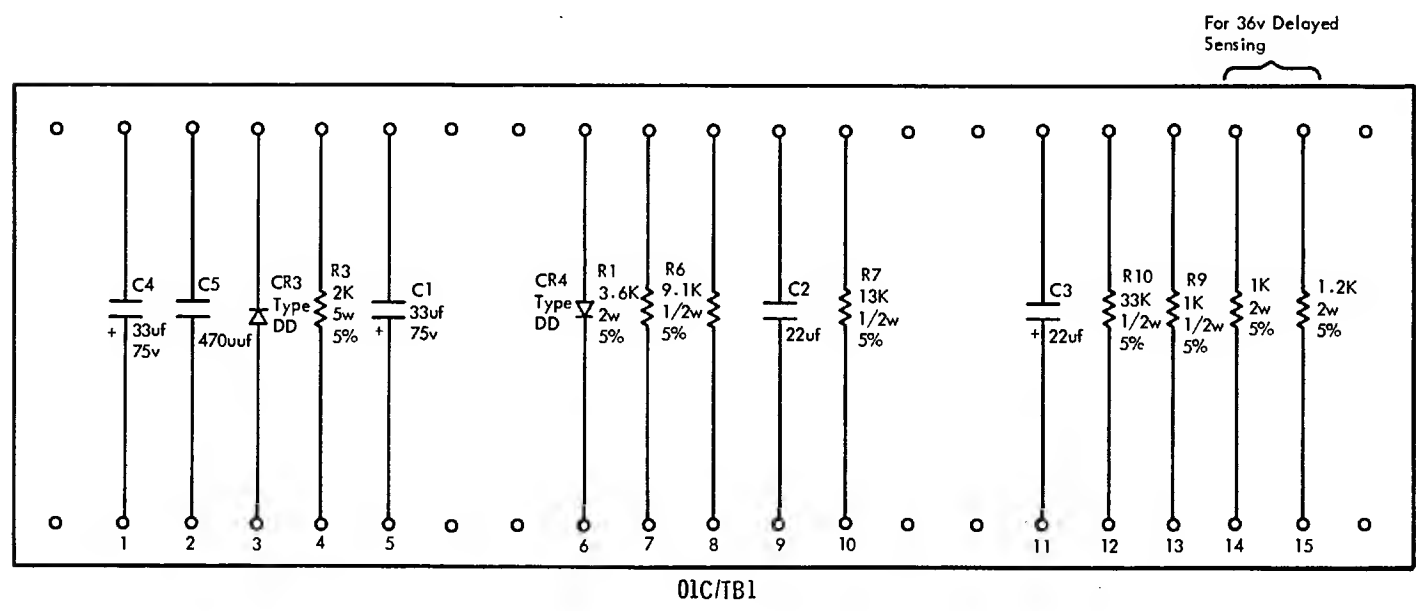 For 36v Delayed
Sensing
C4
+ 33uf
75v
C5
470uuf
CR3
Type
DD
R3
2K
5w
5%
C1
+ 33uf
75v
CR4
Type
DD
R1
3.6K
2w
5%
R6
9.1K
1/2w
5%
C2
22uf
R7
13K
1/2w
5%
C3
+ 22uf
R10
33K
1/2w
5%
R9
1K
1/2w
5%
1K
2w
5%
1.2K
2w
5%
1 2 3 4 5 6 7 8 9 10 11 12 13 14 15
01C/TB1